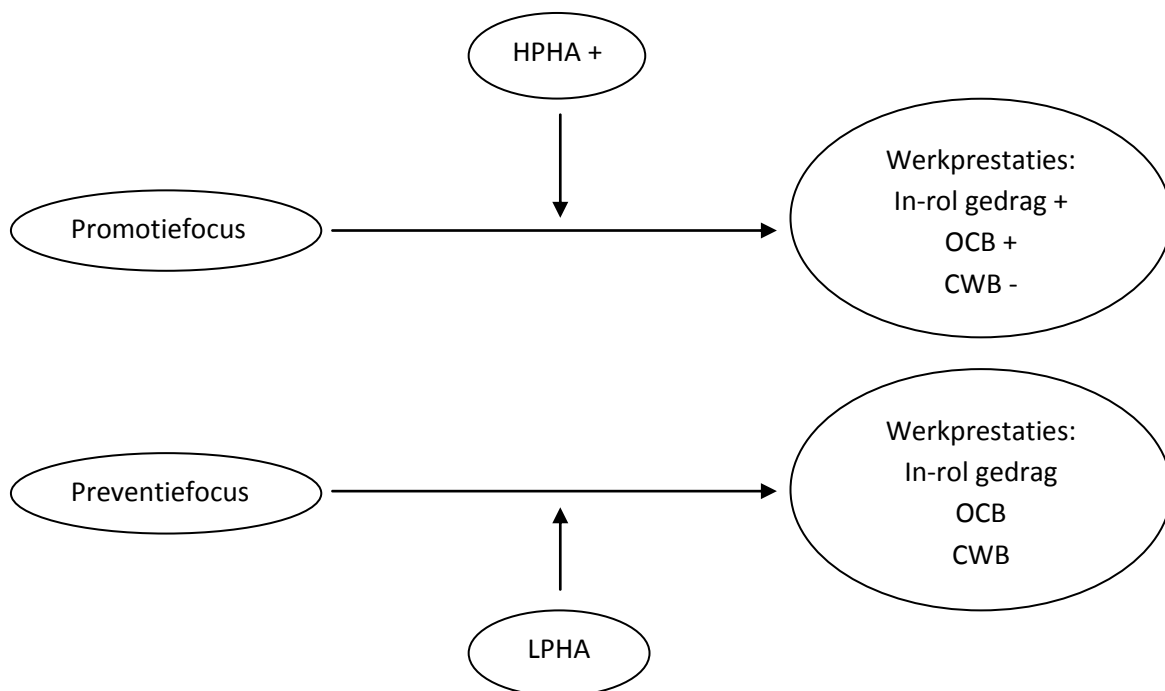 HPHA +
Promotiefocus
Werkprestaties:
In-rol gedrag +
OCB +
CWB -
Preventiefocus
Werkprestaties:
In-rol gedrag
OCB
CWB
LPHA